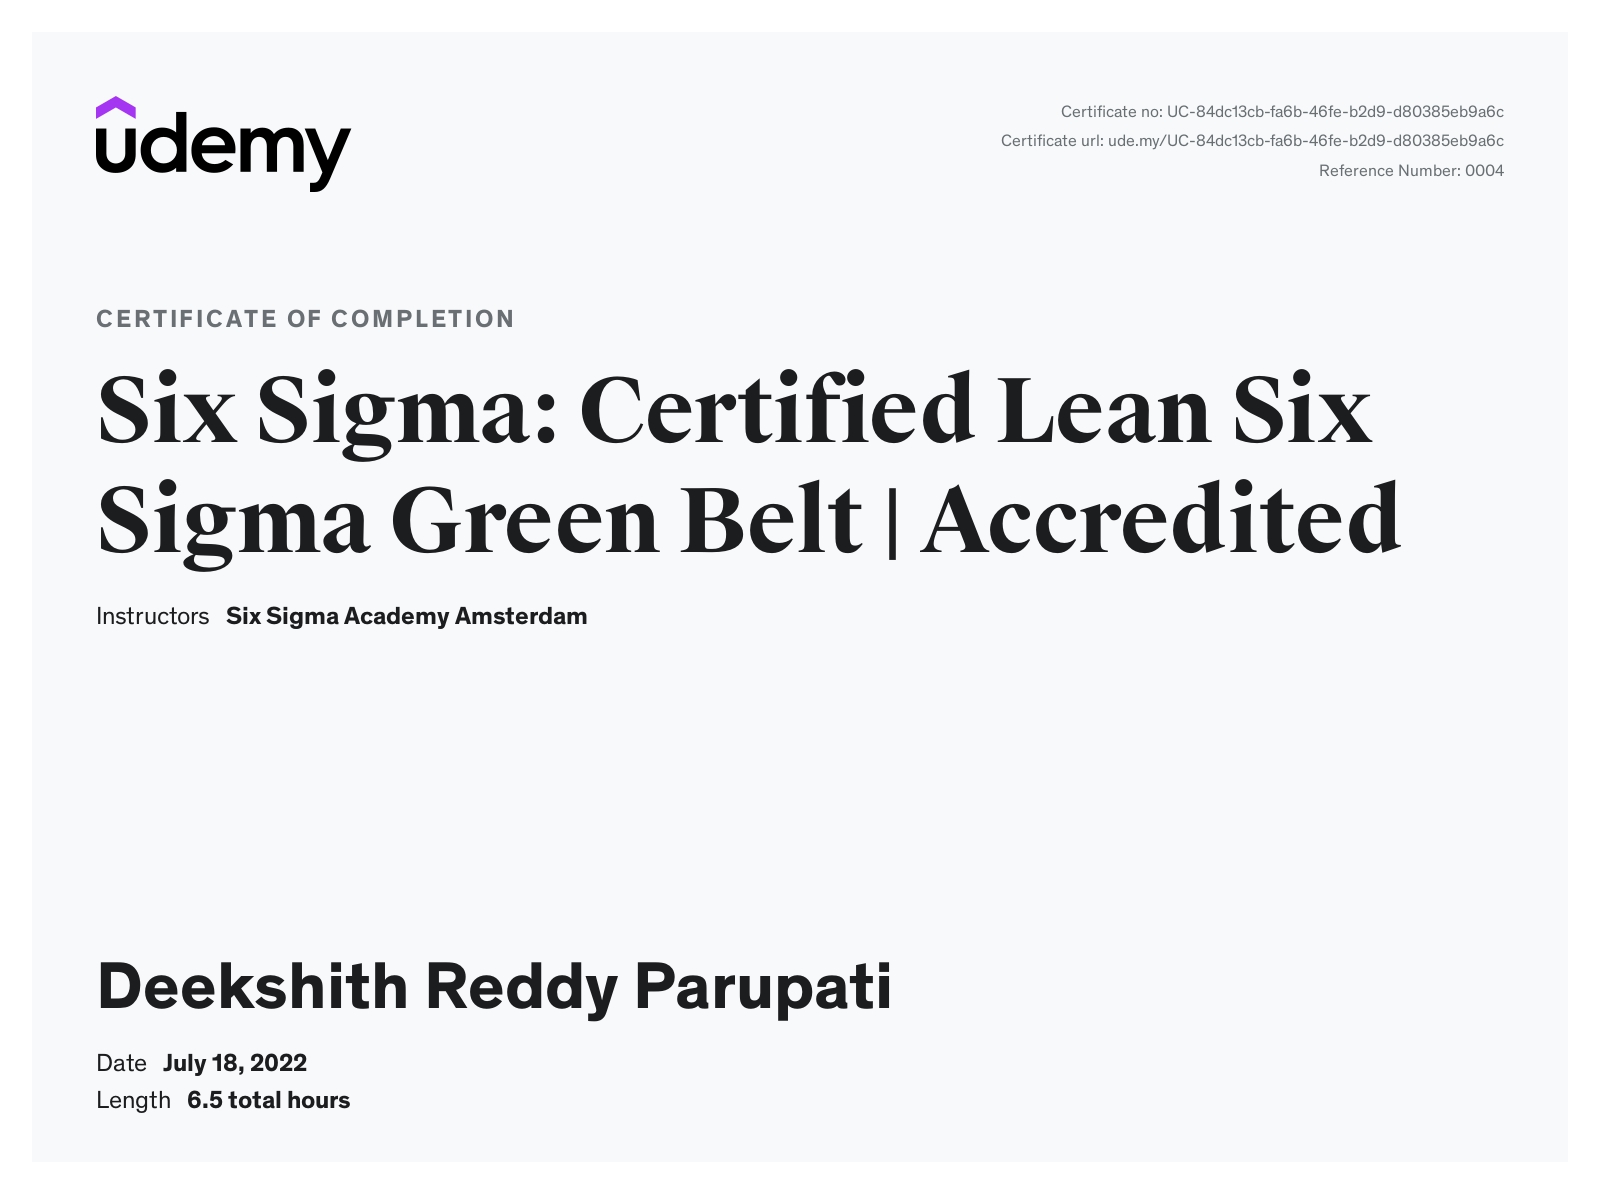 udemy
Certificate no: UC-84dc13cb-fa6b-46fe-b2d9-d80385eb9a6c
Certificate url: ude.my/UC-84dc13cb-fa6b-46fe-b2d9-d80385eb9a6c
Reference Number: 0004
CERTIFICATE OF COMPLETION
Six Sigma: Certified Lean Six
Sigma Green Belt | Accredited
Instructors Six Sigma Academy Amsterdam
Deekshith Reddy Parupati
Date July 18, 2022
Length 6.5 total hours